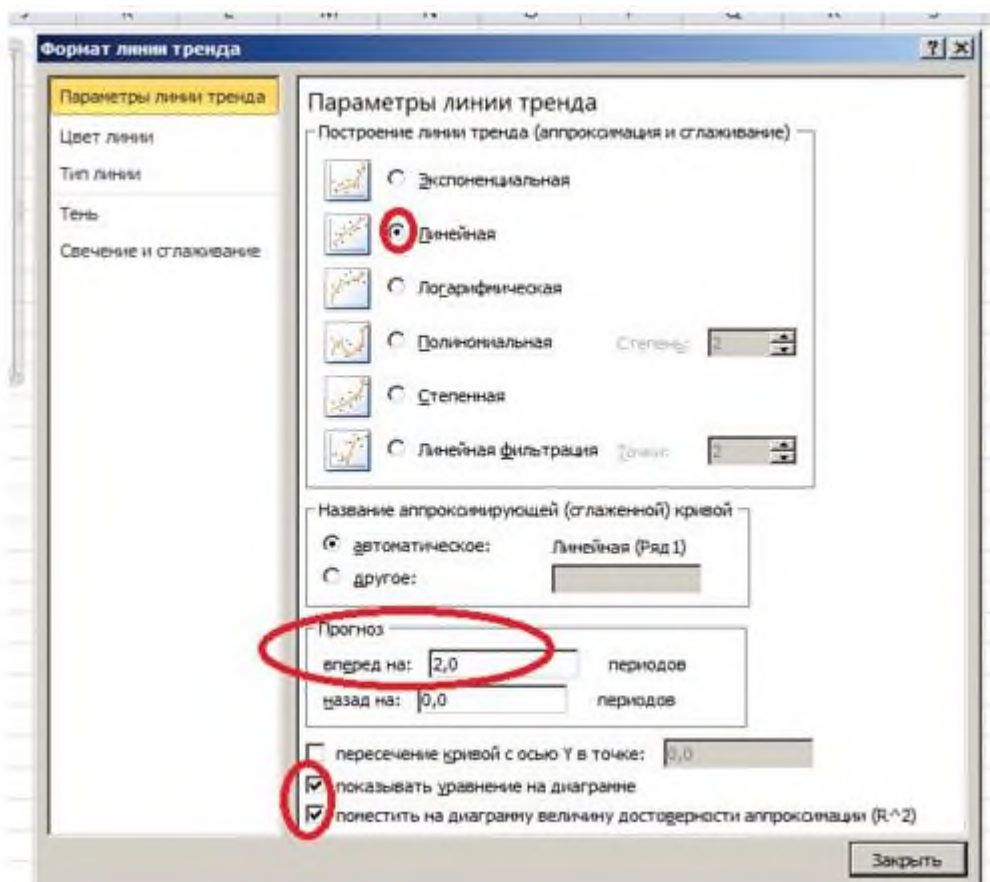 Формат линии тренда
Параметры линии тренда
Цвет линии
Тип линии
Тень
Свечение и сглаживание
Параметры линии тренда
Построение линии тренда (аппроксимация и сглаживание)
Экспоненциальная
Линейная
Логарифмическая
Полиномиальная Степень: 2
Степенная
Линейная фильтрация Точки: 2
Название аппроксимирующей (сглаженной) кривой
автоматическое: Линейная (Ряд1)
другое:
Прогноз
вперед на: 2,0 периодов
назад на: 0,0 периодов
пересечение кривой с осью Y в точке: 0,0
показывать уравнение на диаграмме
поместить на диаграмму величину достоверности аппроксимации (R^2)
Закрыть